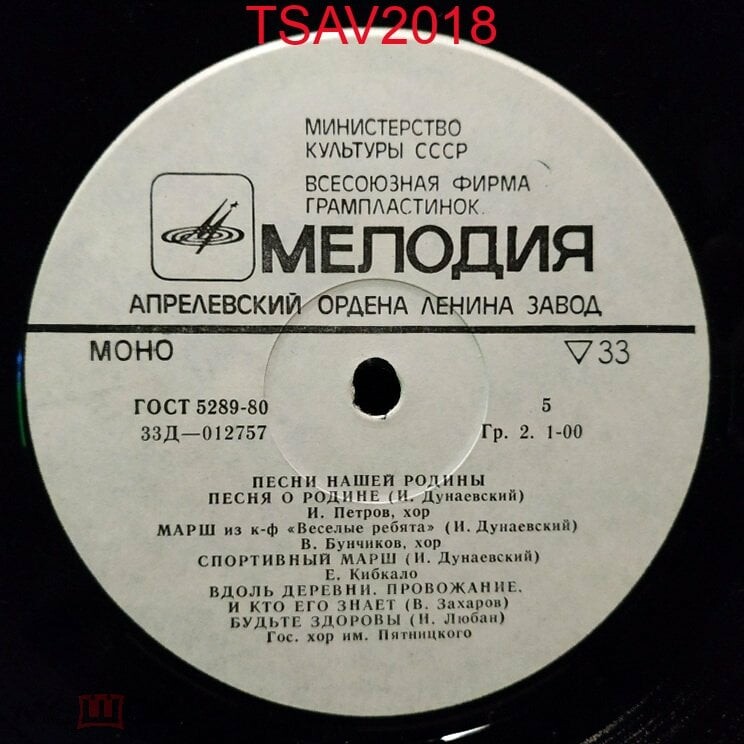 TSAV2018
МИНИСТЕРСТВО
КУЛЬТУРЫ СССР
ВСЕСОЮЗНАЯ ФИРМА
ГРАМПЛАСТИНОК
МЕЛОДИЯ
АПРЕЛЕВСКИЙ ОРДЕНА ЛЕНИНА ЗАВОД
МОНО ▽33
ГОСТ 5289-80 5
33Д—012757 Гр. 2. 1-00
ПЕСНИ НАШЕЙ РОДИНЫ
ПЕСНЯ О РОДИНЕ (И. Дунаевский)
И. Петров, хор
МАРШ из к-ф «Веселые ребята» (И. Дунаевский)
В. Бунчиков, хор
СПОРТИВНЫЙ МАРШ (И. Дунаевский)
Е. Кибкало
ВДОЛЬ ДЕРЕВНИ. ПРОВОЖАНИЕ.
И КТО ЕГО ЗНАЕТ (В. Захаров)
БУДЬТЕ ЗДОРОВЫ (И. Любан)
Гос. хор им. Пятницкого